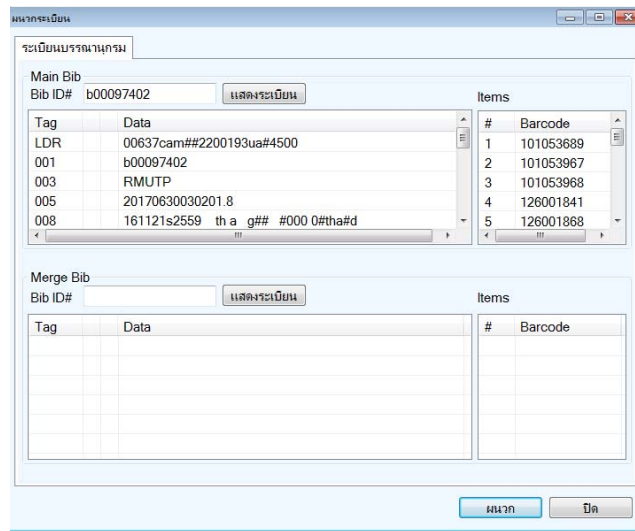 ผนวกระเบียน
ระเบียนบรรณานุกรม
Main Bib
Bib ID# b00097402 แสดงระเบียน Items
Tag Data # Barcode
LDR 00637cam##2200193ua#4500 1 101053689
001 b00097402 2 101053967
003 RMUTP 3 101053968
005 20170630030201.8 4 126001841
008 161121s2559 th a g## #000 0#tha#d 5 126001868
Merge Bib
Bib ID# แสดงระเบียน Items
Tag Data # Barcode
ผนวก ปิด